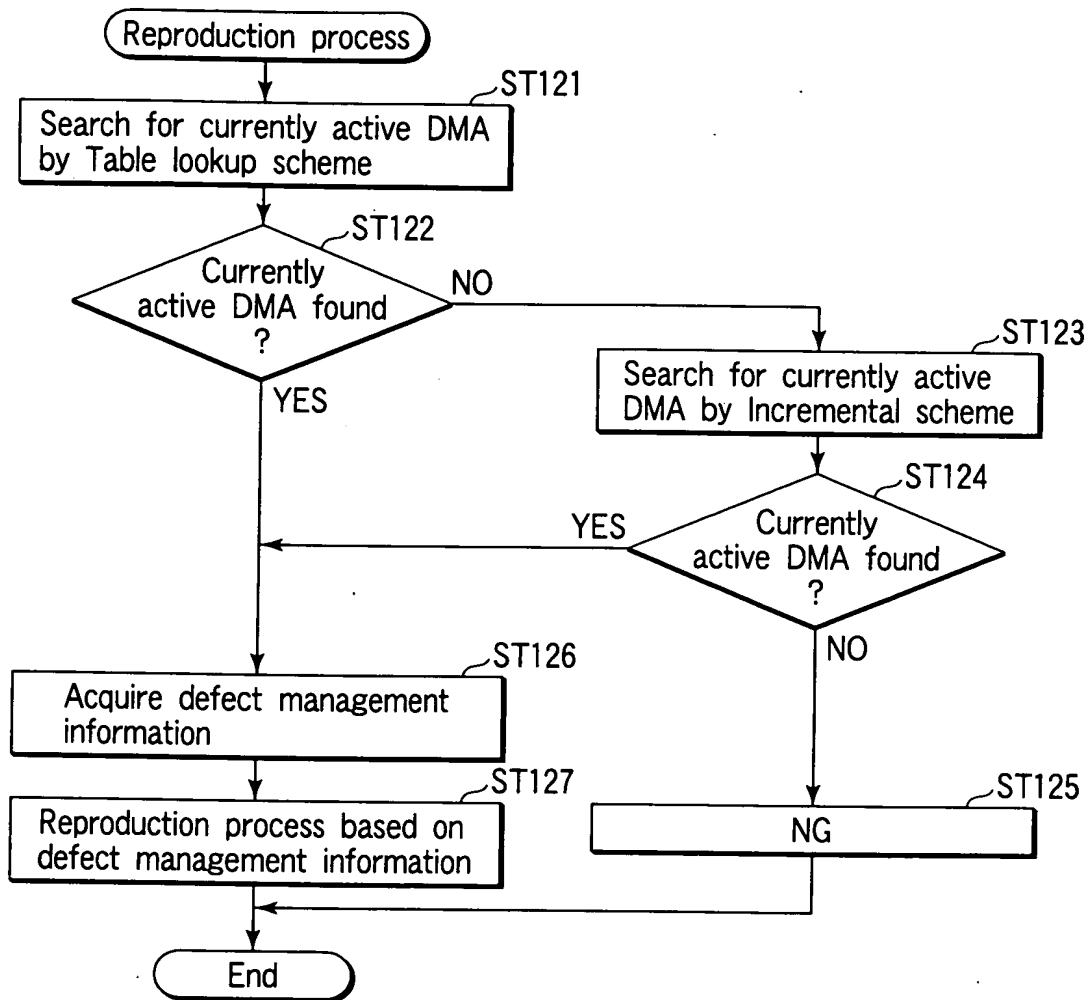 Reproduction process
ST121
Search for currently active DMA
by Table lookup scheme
ST122
Currently
active DMA found
?
NO
YES
ST123
Search for currently active
DMA by Incremental scheme
ST124
Currently
active DMA found
?
YES
NO
ST126
Acquire defect management
information
ST127
Reproduction process based on
defect management information
ST125
NG
End